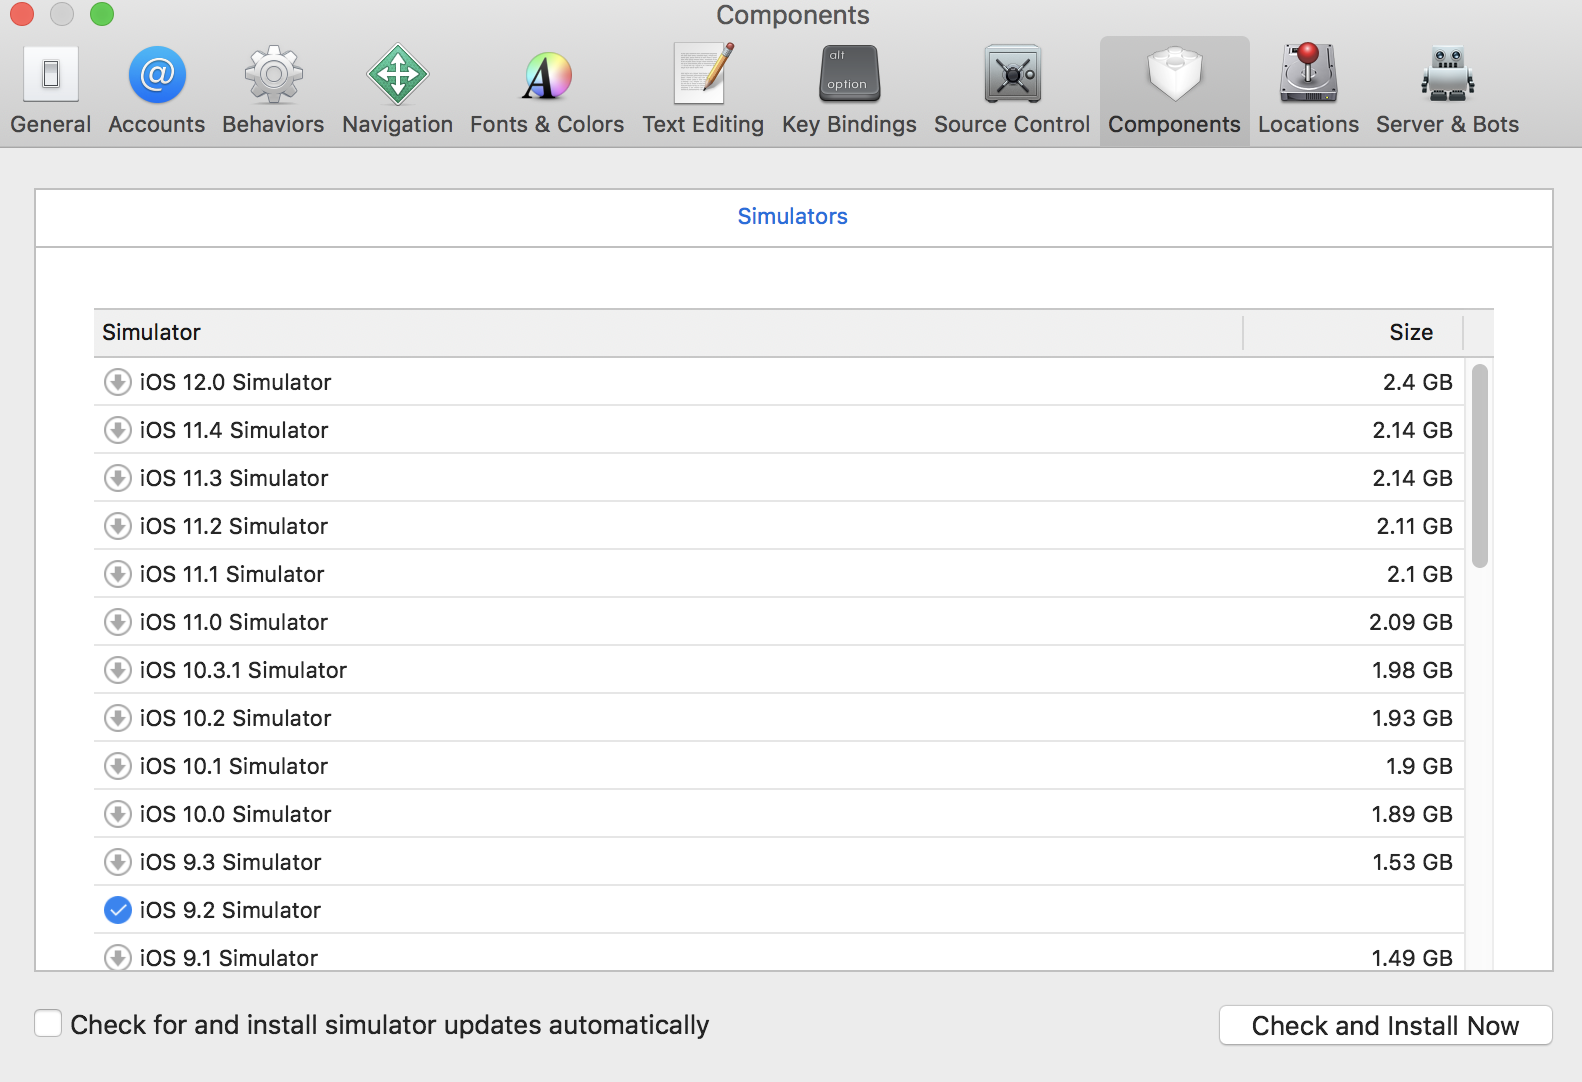 Components
General Accounts Behaviors Navigation Fonts & Colors Text Editing alt option Key Bindings Source Control Components Locations Server & Bots
Simulators
Simulator Size
iOS 12.0 Simulator 2.4 GB
iOS 11.4 Simulator 2.14 GB
iOS 11.3 Simulator 2.14 GB
iOS 11.2 Simulator 2.11 GB
iOS 11.1 Simulator 2.1 GB
iOS 11.0 Simulator 2.09 GB
iOS 10.3.1 Simulator 1.98 GB
iOS 10.2 Simulator 1.93 GB
iOS 10.1 Simulator 1.9 GB
iOS 10.0 Simulator 1.89 GB
iOS 9.3 Simulator 1.53 GB
iOS 9.2 Simulator
iOS 9.1 Simulator 1.49 GB
Check for and install simulator updates automatically Check and Install Now